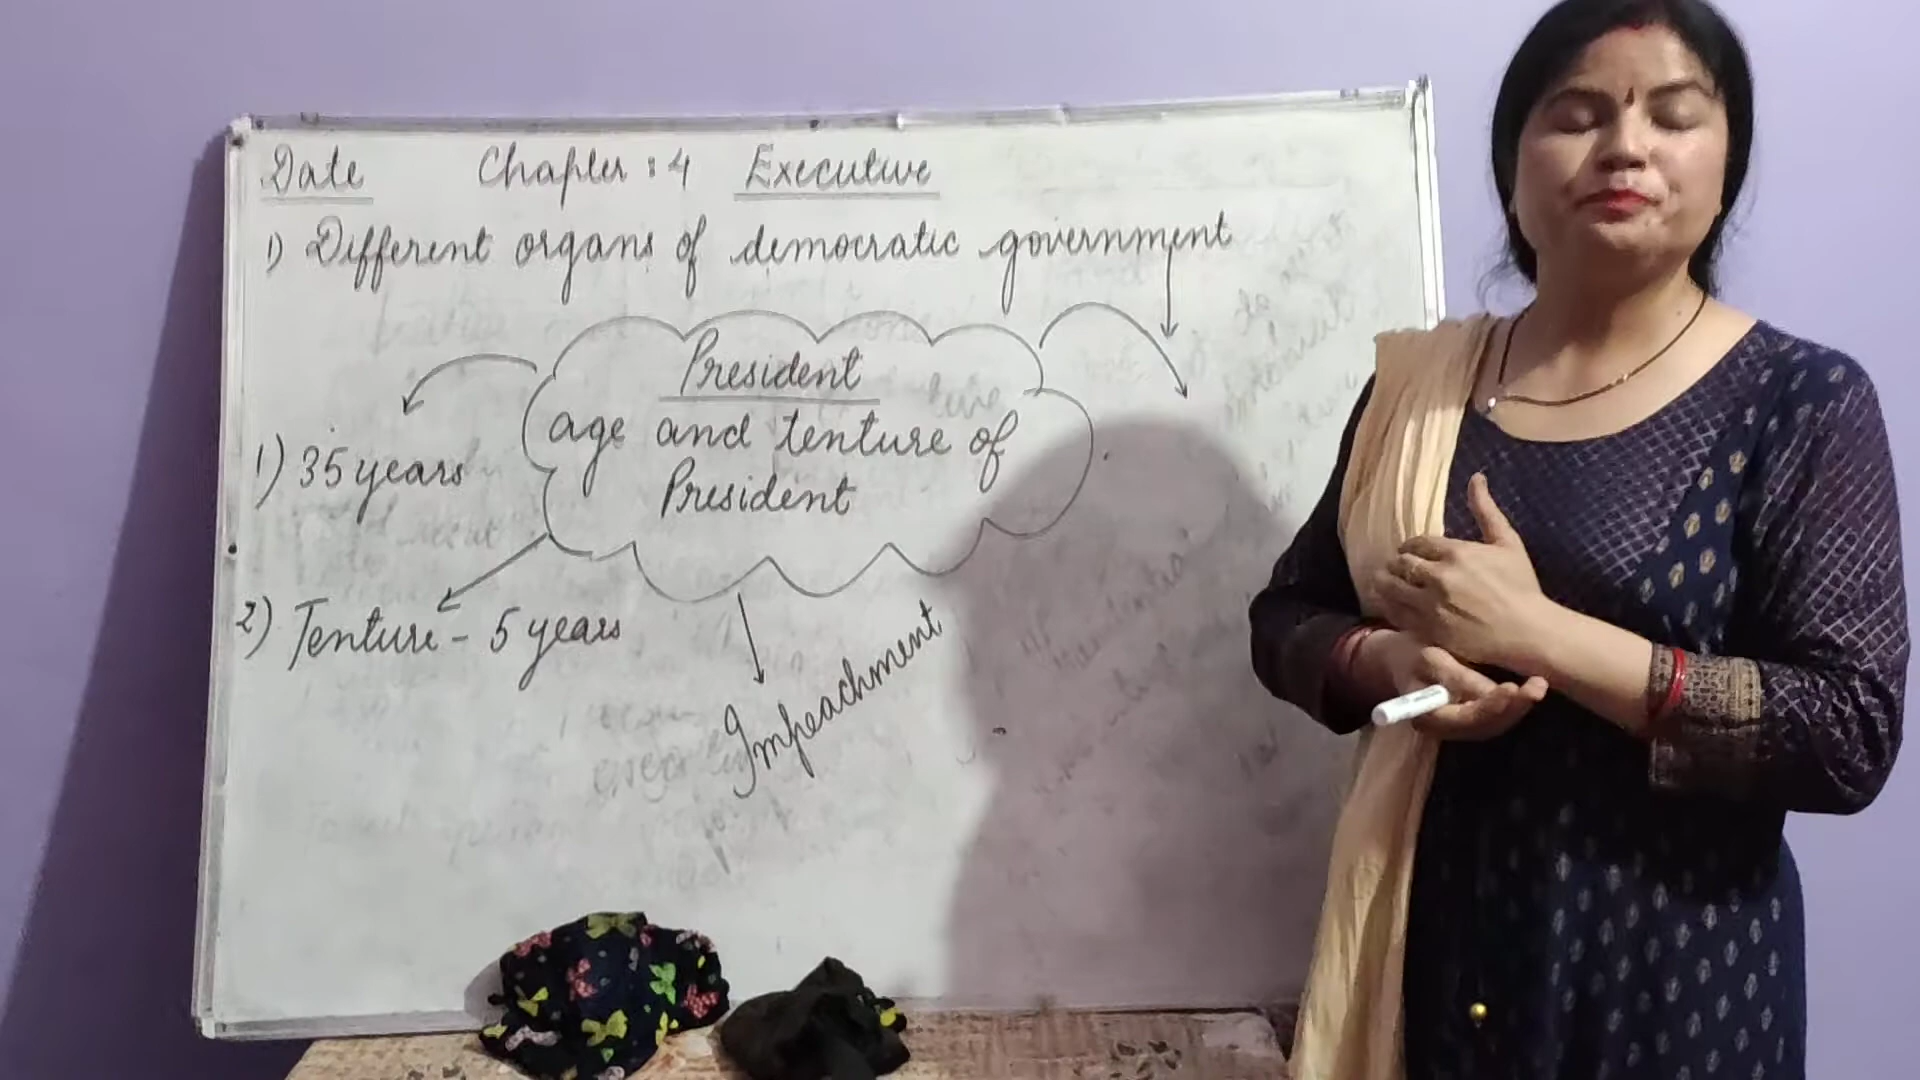 Date Chapter : 4 Executive
1) Different organs of democratic government
President
age and tenture of
President
1) 35 years
2) Tenture - 5 years
Impeachment